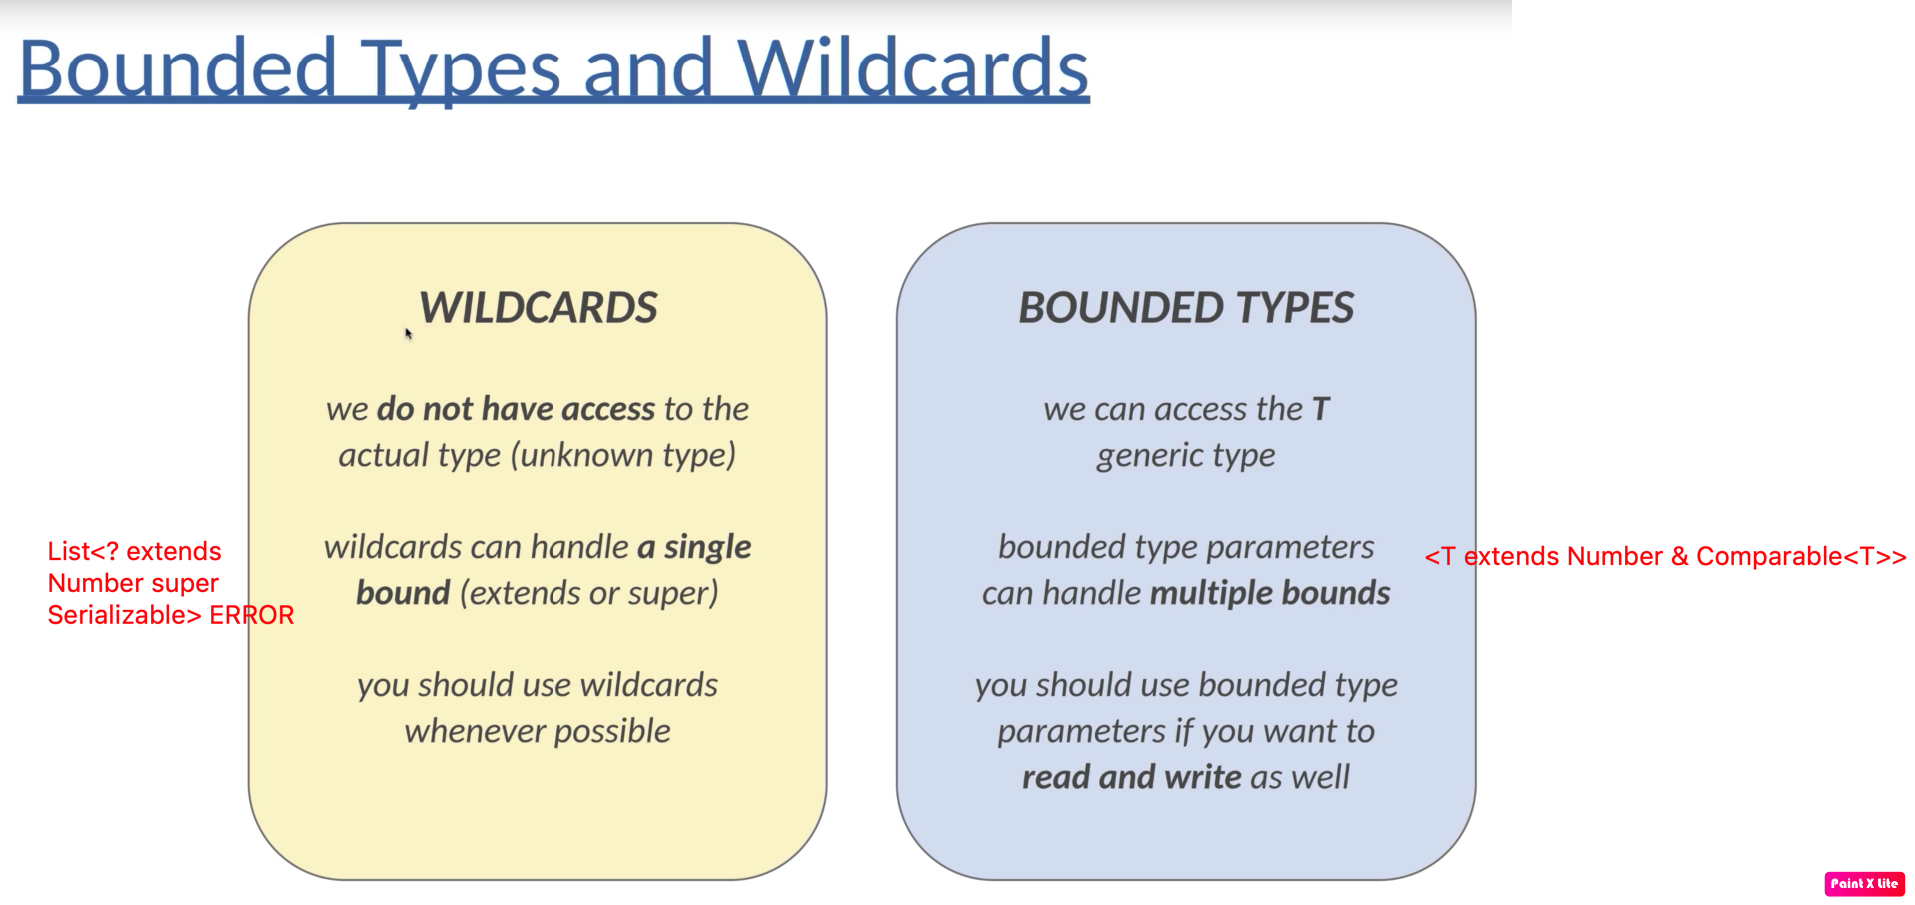 Bounded Types and Wildcards
WILDCARDS
we do not have access to the
actual type (unknown type)
wildcards can handle a single
bound (extends or super)
you should use wildcards
whenever possible
List<? extends
Number super
Serializable> ERROR
BOUNDED TYPES
we can access the T
generic type
bounded type parameters
can handle multiple bounds
you should use bounded type
parameters if you want to
read and write as well
<T extends Number & Comparable<T>>
Paint X Lite